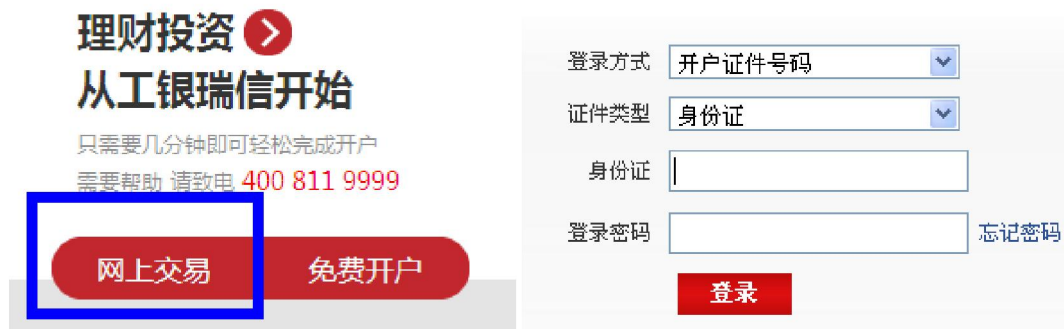 理财投资
从工银瑞信开始
只需要几分钟即可轻松完成开户
需要帮助 请致电 400 811 9999
网上交易
免费开户
登录方式 开户证件号码
证件类型 身份证
身份证
登录密码 忘记密码
登录